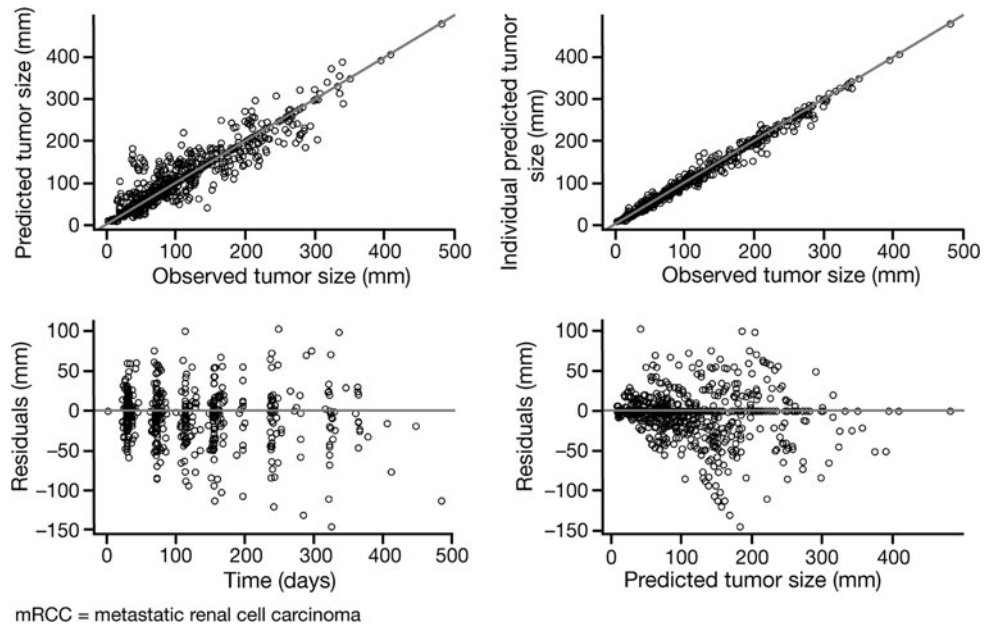 Predicted tumor size (mm)
400
300
200
100
0
0 100 200 300 400 500
Observed tumor size (mm)
Individual predicted tumor
size (mm)
400
300
200
100
0
0 100 200 300 400 500
Observed tumor size (mm)
Residuals (mm)
100
50
0
−50
−100
−150
0 100 200 300 400 500
Time (days)
Residuals (mm)
100
50
0
−50
−100
−150
0 100 200 300 400
Predicted tumor size (mm)
mRCC = metastatic renal cell carcinoma